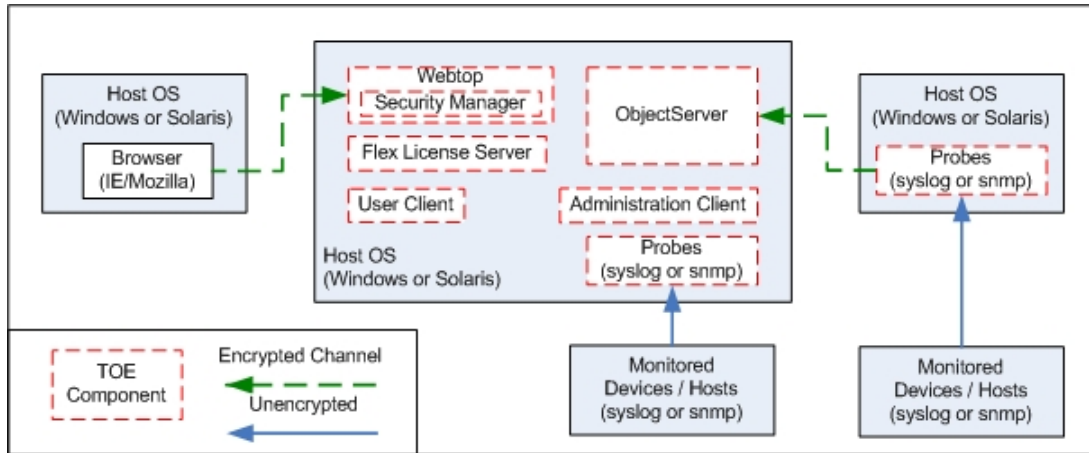 Host OS
(Windows or Solaris)
Browser
(IE/Mozilla)
Webtop
Security Manager
Flex License Server
User Client
ObjectServer
Administration Client
Probes
(syslog or snmp)
Host OS
(Windows or Solaris)
Host OS
(Windows or Solaris)
Probes
(syslog or snmp)
TOE
Component
Encrypted Channel
Unencrypted
Monitored
Devices / Hosts
(syslog or snmp)
Monitored
Devices / Hosts
(syslog or snmp)